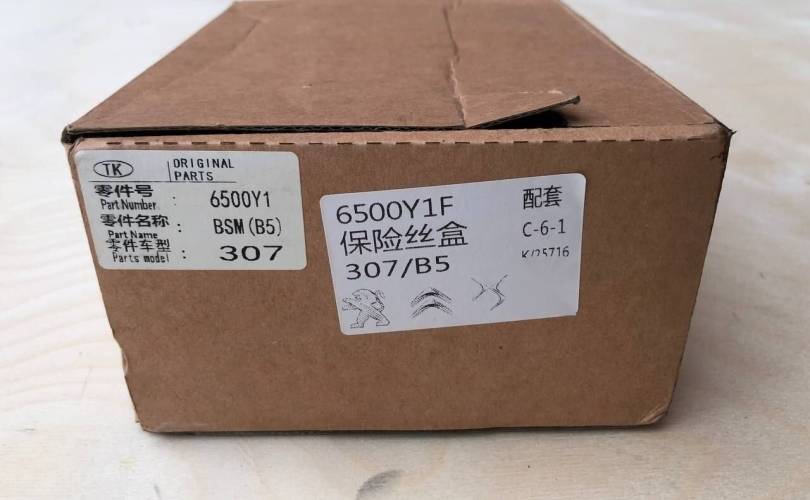 TK
ORIGINAL
PARTS
零件号
Part Number : 6500Y1
零件名称 : BSM(B5)
Part Name
零件车型 : 307
Parts model
6500Y1F 配套
保险丝盒 C-6-1
307/B5 K/25716